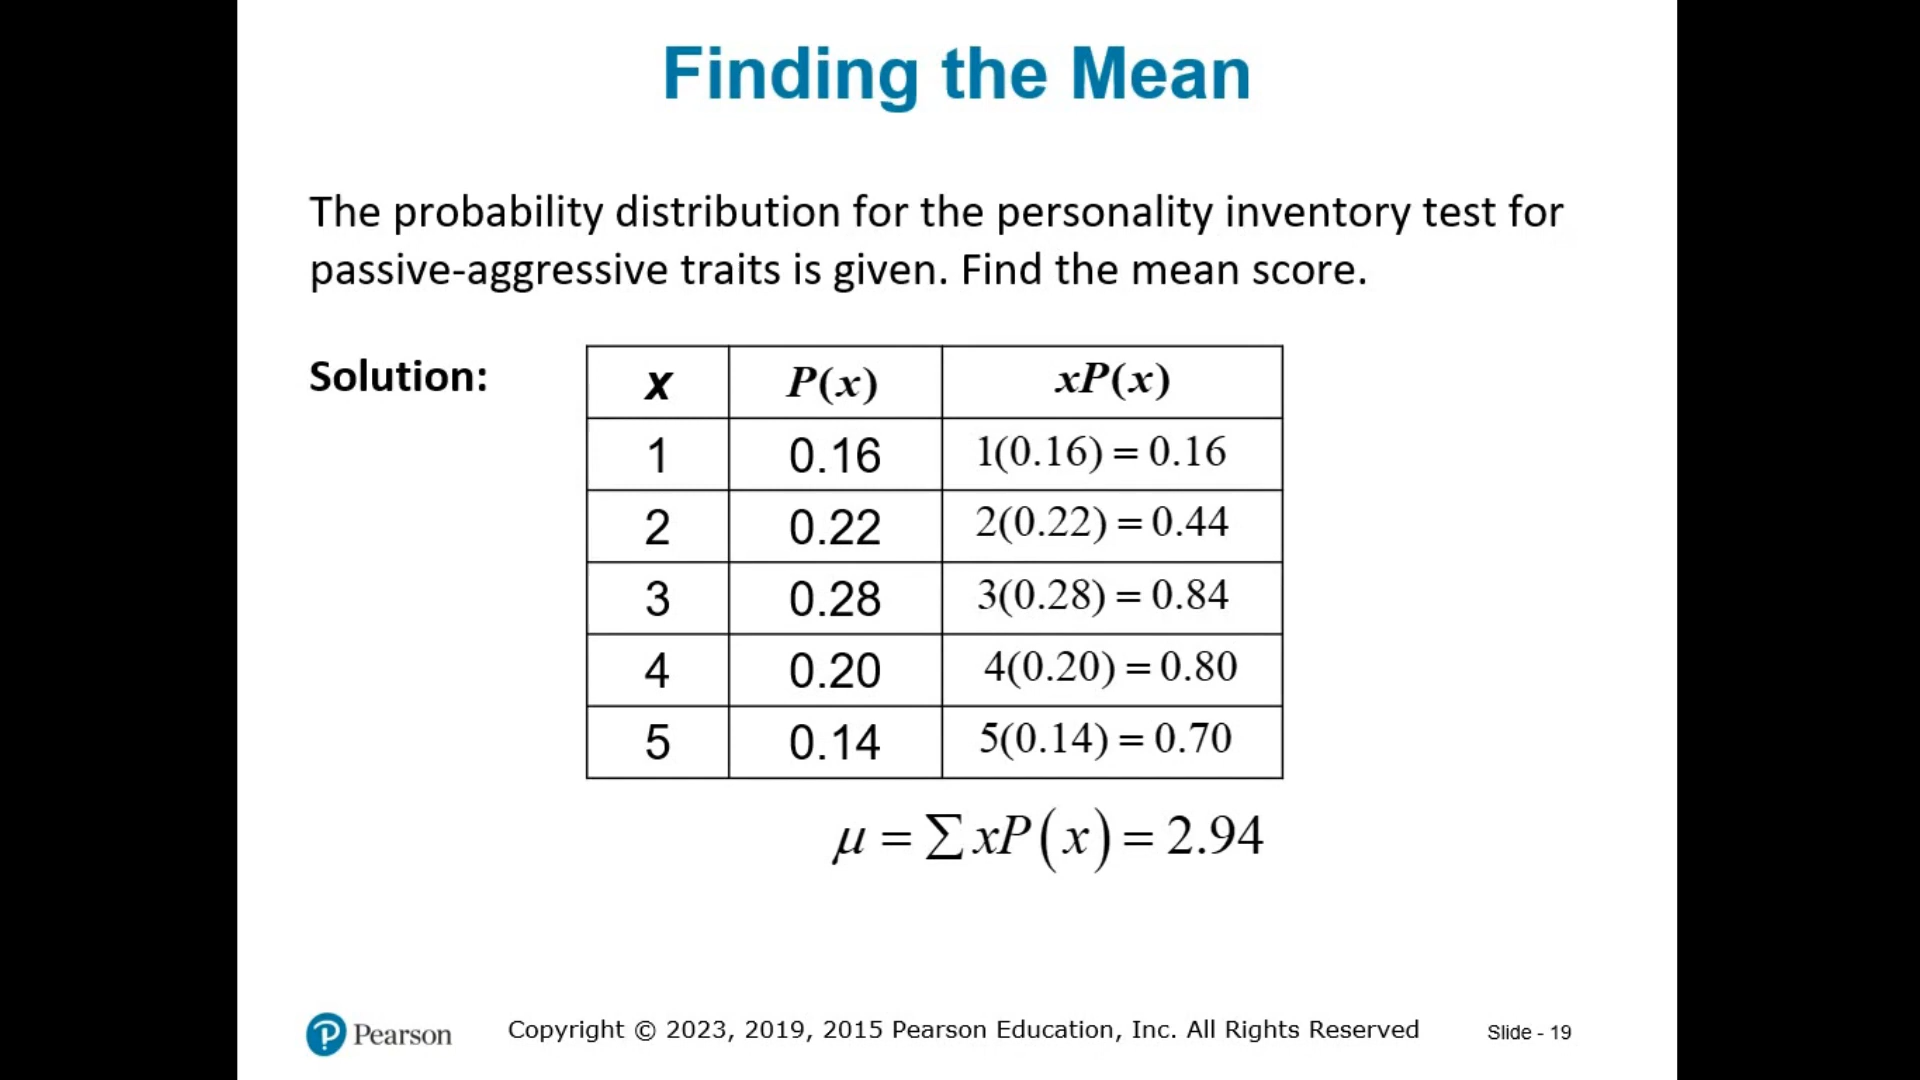 Finding the Mean
The probability distribution for the personality inventory test for
passive-aggressive traits is given. Find the mean score.
Solution:
x P(x) xP(x)
1 0.16 1(0.16) = 0.16
2 0.22 2(0.22) = 0.44
3 0.28 3(0.28) = 0.84
4 0.20 4(0.20) = 0.80
5 0.14 5(0.14) = 0.70
μ = ∑ xP(x) = 2.94
P Pearson Copyright © 2023, 2019, 2015 Pearson Education, Inc. All Rights Reserved Slide - 19